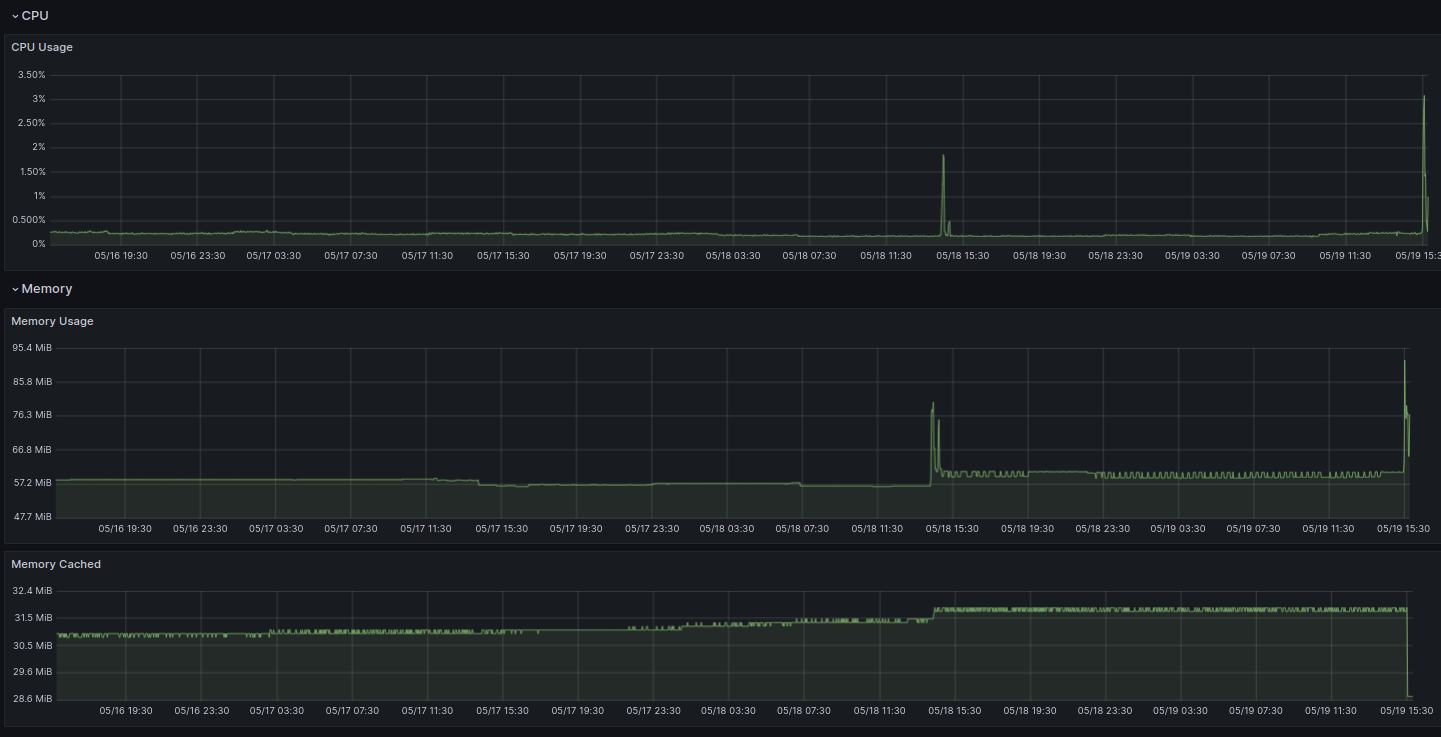 CPU
CPU Usage
3.50%
3%
2.50%
2%
1.50%
1%
0.500%
0%
05/16 19:30 05/16 23:30 05/17 03:30 05/17 07:30 05/17 11:30 05/17 15:30 05/17 19:30 05/17 23:30 05/18 03:30 05/18 07:30 05/18 11:30 05/18 15:30 05/18 19:30 05/18 23:30 05/19 03:30 05/19 07:30 05/19 11:30 05/19 15:3
Memory
Memory Usage
95.4 MiB
85.8 MiB
76.3 MiB
66.8 MiB
57.2 MiB
47.7 MiB
05/16 19:30 05/16 23:30 05/17 03:30 05/17 07:30 05/17 11:30 05/17 15:30 05/17 19:30 05/17 23:30 05/18 03:30 05/18 07:30 05/18 11:30 05/18 15:30 05/18 19:30 05/18 23:30 05/19 03:30 05/19 07:30 05/19 11:30 05/19 15:30
Memory Cached
32.4 MiB
31.5 MiB
30.5 MiB
29.6 MiB
28.6 MiB
05/16 19:30 05/16 23:30 05/17 03:30 05/17 07:30 05/17 11:30 05/17 15:30 05/17 19:30 05/17 23:30 05/18 03:30 05/18 07:30 05/18 11:30 05/18 15:30 05/18 19:30 05/18 23:30 05/19 03:30 05/19 07:30 05/19 11:30 05/19 15:30